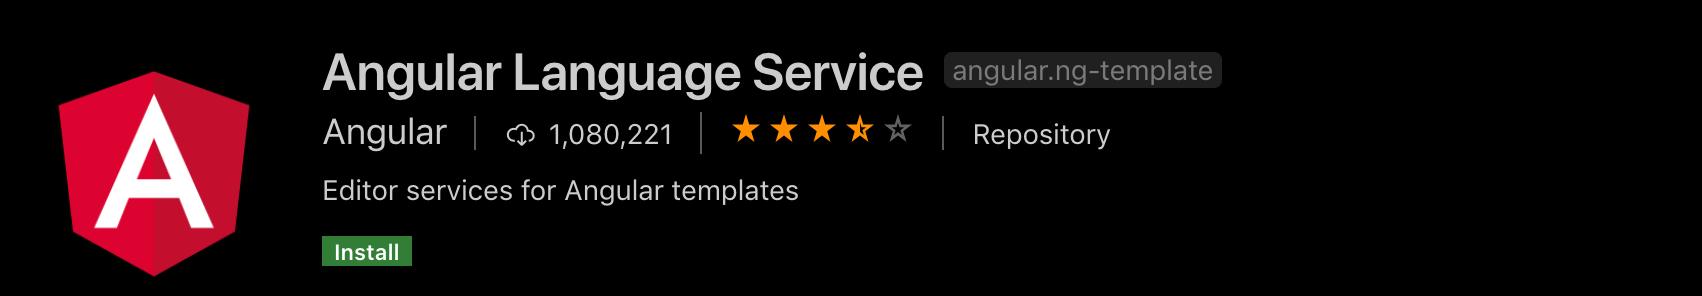 Angular Language Service angular.ng-template
Angular 1,080,221 Repository
Editor services for Angular templates
Install